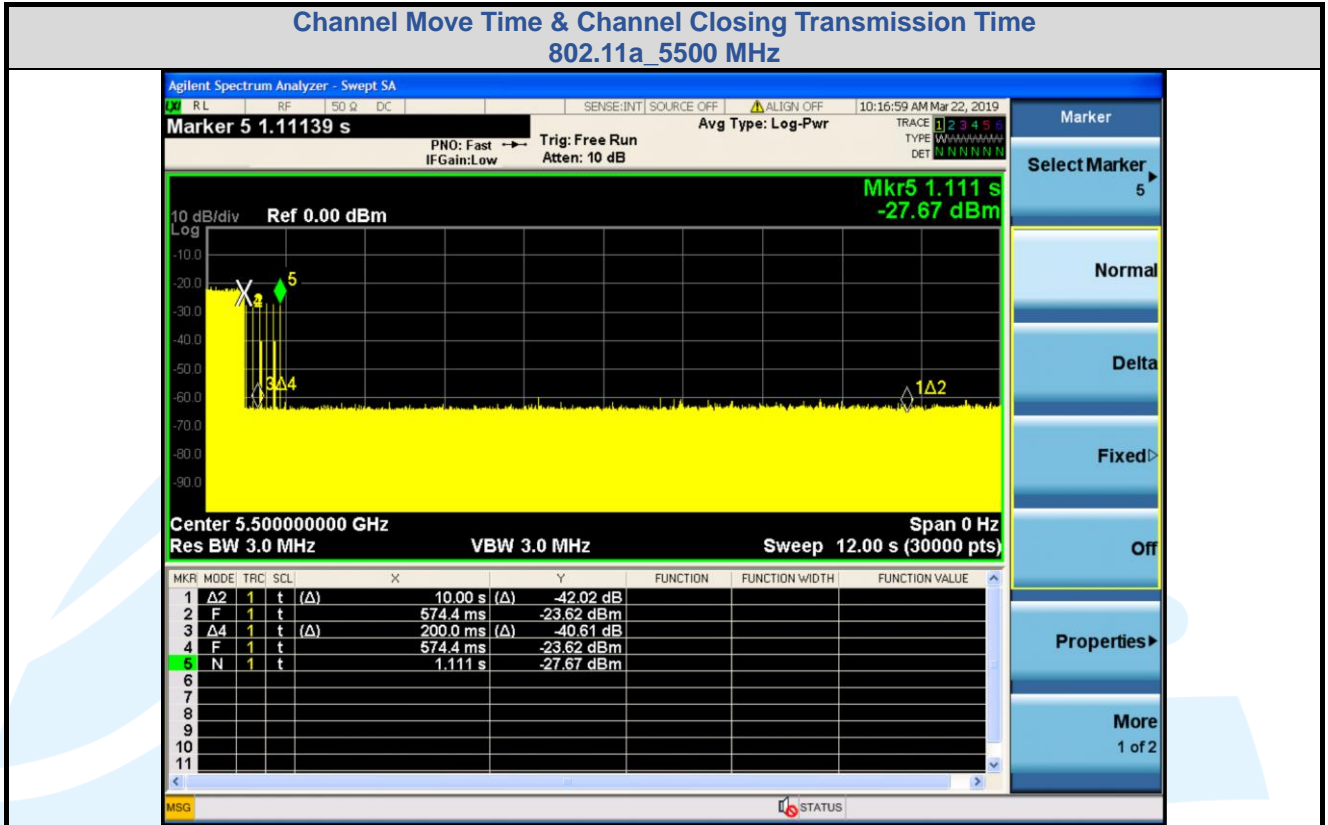 Channel Move Time & Channel Closing Transmission Time
802.11a_5500 MHz
Agilent Spectrum Analyzer - Swept SA
LXI RL RF 50 Ω DC SENSE:INT SOURCE OFF ALIGN OFF 10:16:59 AM Mar 22, 2019
Marker 5 1.11139 s
PNO: Fast
IFGain:Low
Trig: Free Run
Atten: 10 dB
Avg Type: Log-Pwr
TRACE 1 2 3 4 5 6
TYPE WWWWWW
DET N N N N N N
Mkr5 1.111 s
-27.67 dBm
10 dB/div Ref 0.00 dBm
Log
-10.0
-20.0
-30.0
-40.0
-50.0
-60.0
-70.0
-80.0
-90.0
5
2
3Δ4
1Δ2
Center 5.500000000 GHz Span 0 Hz
Res BW 3.0 MHz VBW 3.0 MHz Sweep 12.00 s (30000 pts)
MKR MODE TRC SCL X Y FUNCTION FUNCTION WIDTH FUNCTION VALUE
1 Δ2 1 t (Δ) 10.00 s (Δ) -42.02 dB
2 F 1 t 574.4 ms -23.62 dBm
3 Δ4 1 t (Δ) 200.0 ms (Δ) -40.61 dB
4 F 1 t 574.4 ms -23.62 dBm
5 N 1 t 1.111 s -27.67 dBm
6
7
8
9
10
11
MSG STATUS
Marker
Select Marker
5
Normal
Delta
Fixed
Off
Properties
More
1 of 2